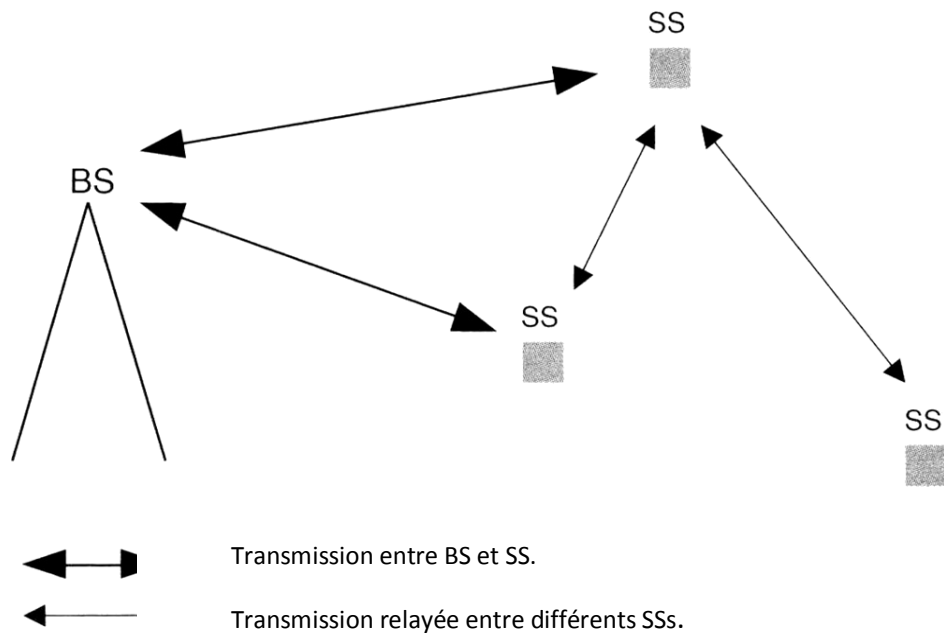 SS
BS
SS
SS
Transmission entre BS et SS.
Transmission relayée entre différents SSs.